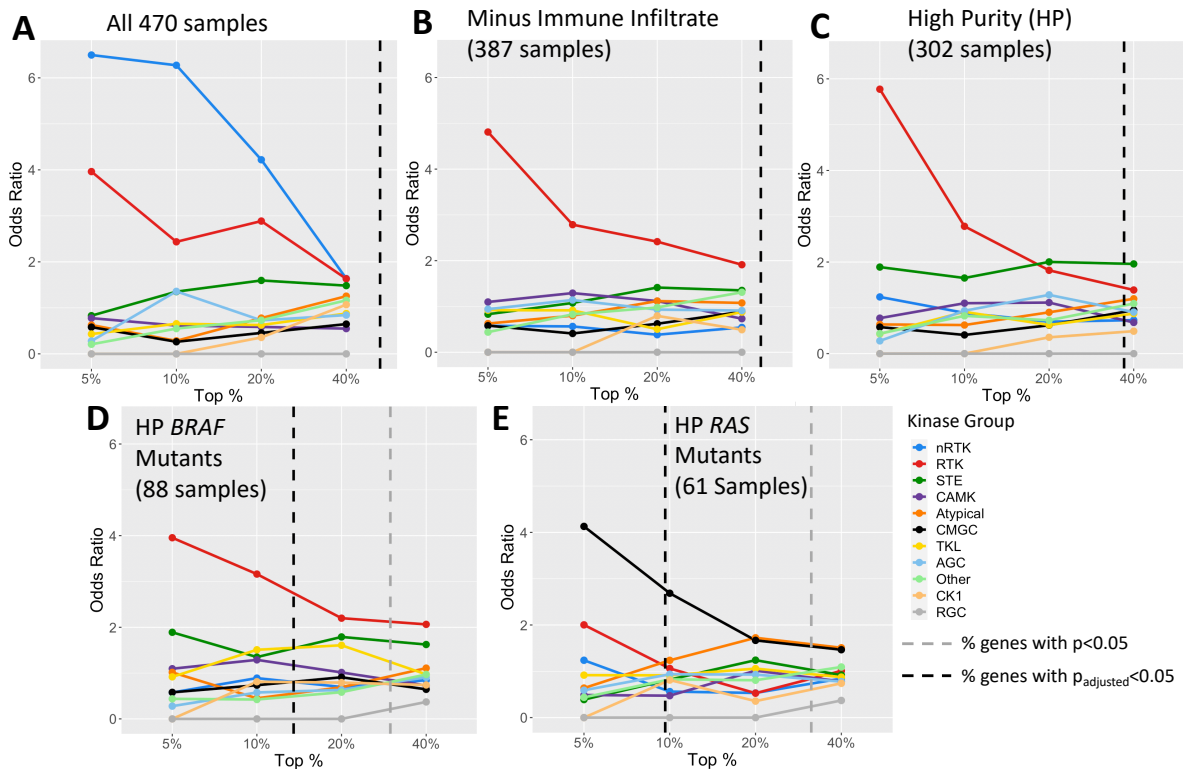 A
All 470 samples
Odds Ratio
6
4
2
0
5%
10%
20%
40%
Top %
B
Minus Immune Infiltrate
(387 samples)
Odds Ratio
6
4
2
0
5%
10%
20%
40%
Top %
C
High Purity (HP)
(302 samples)
Odds Ratio
6
4
2
0
5%
10%
20%
40%
Top %
D
HP BRAF
Mutants
(88 samples)
Odds Ratio
6
4
2
0
5%
10%
20%
40%
Top %
E
HP RAS
Mutants
(61 Samples)
Odds Ratio
6
4
2
0
5%
10%
20%
40%
Top %
Kinase Group
nRTK
RTK
STE
CAMK
Atypical
CMGC
TKL
AGC
Other
CK1
RGC
% genes with p<0.05
% genes with padjusted<0.05